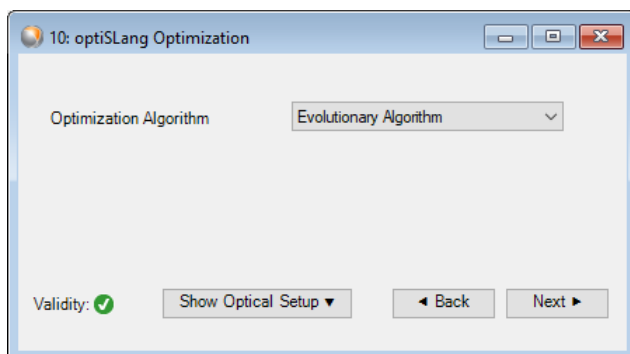 10: optiSLang Optimization
Optimization Algorithm Evolutionary Algorithm
Validity: Show Optical Setup ▼ ◄ Back Next ►